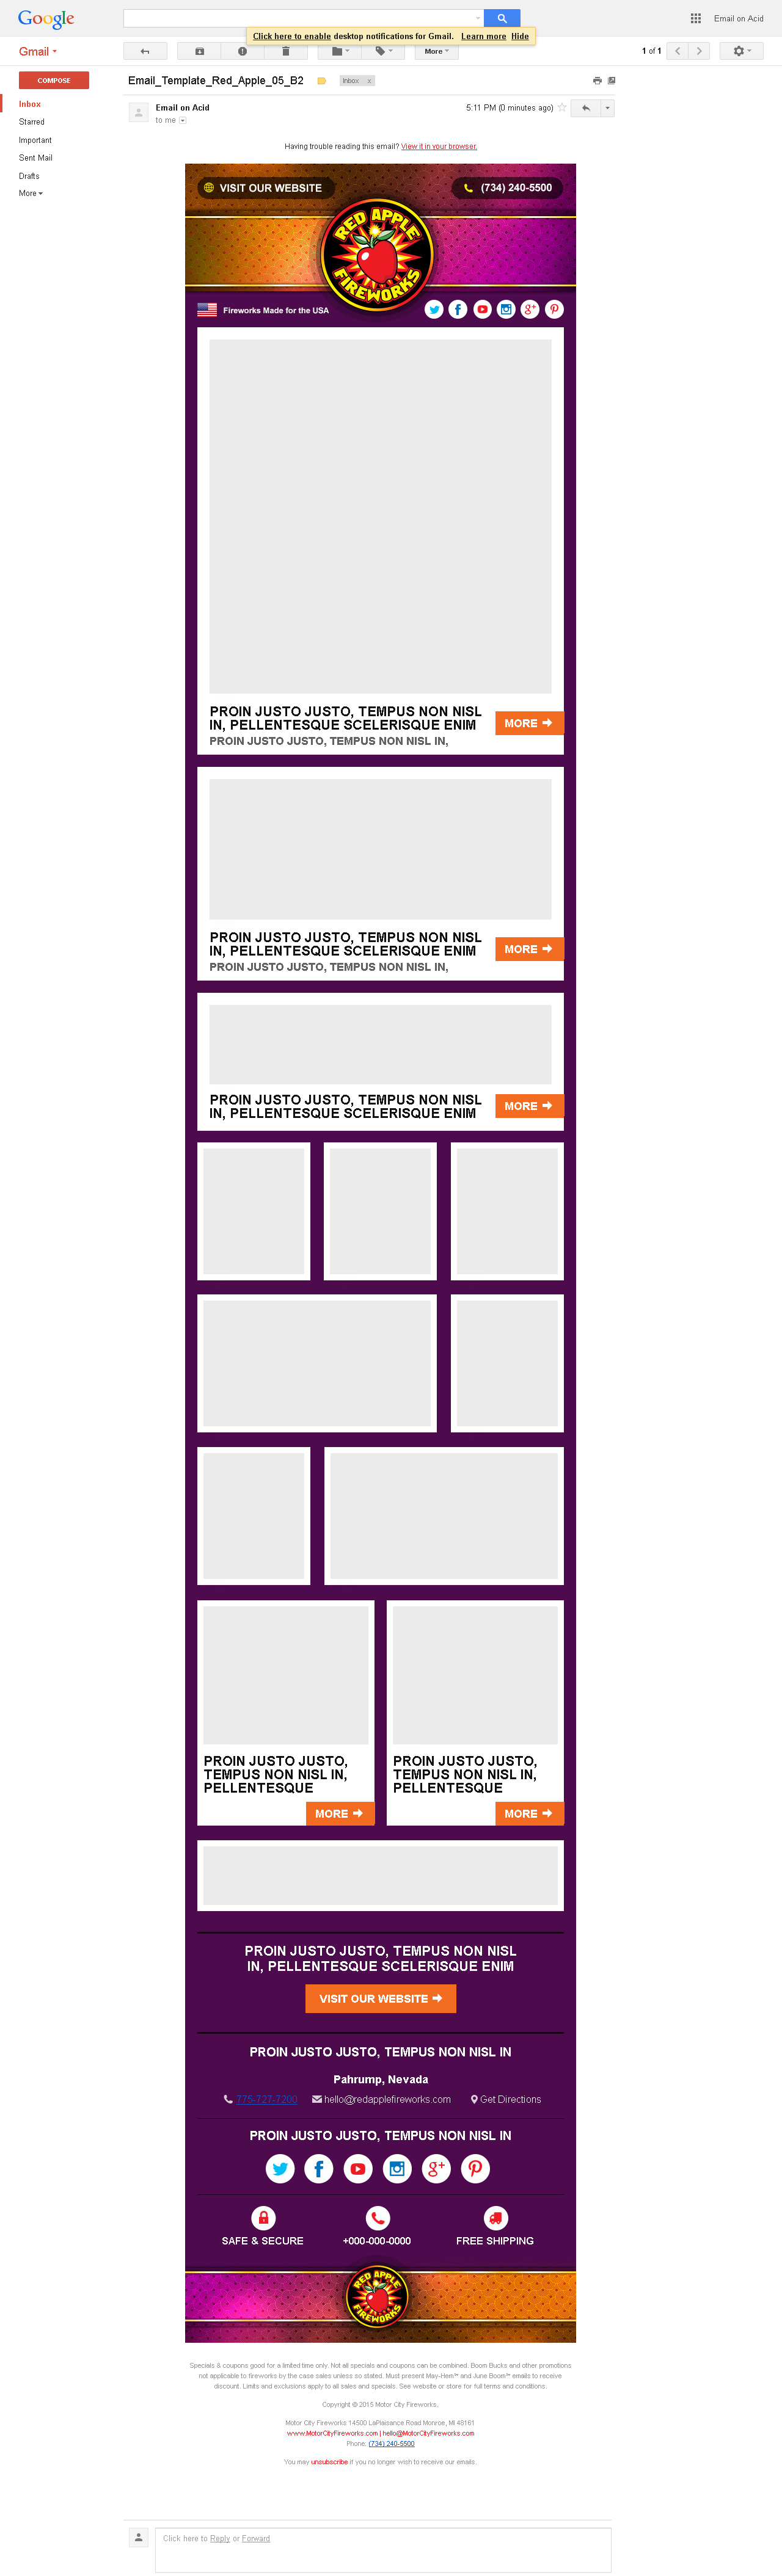 Google
Email on Acid
Click here to enable desktop notifications for Gmail. Learn more Hide
Gmail
More
1 of 1
COMPOSE
Email_Template_Red_Apple_05_B2
Inbox x
Inbox
Starred
Important
Sent Mail
Drafts
More
Email on Acid
5:11 PM (0 minutes ago)
to me
Having trouble reading this email? View it in your browser.
VISIT OUR WEBSITE
(734) 240-5500
RED APPLE
FIREWORKS
Fireworks Made for the USA
PROIN JUSTO JUSTO, TEMPUS NON NISL
IN, PELLENTESQUE SCELERISQUE ENIM
MORE
PROIN JUSTO JUSTO, TEMPUS NON NISL IN,
PROIN JUSTO JUSTO, TEMPUS NON NISL
IN, PELLENTESQUE SCELERISQUE ENIM
MORE
PROIN JUSTO JUSTO, TEMPUS NON NISL IN,
PROIN JUSTO JUSTO, TEMPUS NON NISL
IN, PELLENTESQUE SCELERISQUE ENIM
MORE
PROIN JUSTO JUSTO,
TEMPUS NON NISL IN,
PELLENTESQUE
MORE
PROIN JUSTO JUSTO,
TEMPUS NON NISL IN,
PELLENTESQUE
MORE
PROIN JUSTO JUSTO, TEMPUS NON NISL
IN, PELLENTESQUE SCELERISQUE ENIM
VISIT OUR WEBSITE
PROIN JUSTO JUSTO, TEMPUS NON NISL IN
Pahrump, Nevada
775-727-7200 hello@redapplefireworks.com Get Directions
PROIN JUSTO JUSTO, TEMPUS NON NISL IN
SAFE & SECURE
+000-000-0000
FREE SHIPPING
RED APPLE
FIREWORKS
Specials & coupons good for a limited time only. Not all specials and coupons can be combined. Boom Bucks and other promotions
not applicable to fireworks by the case sales unless so stated. Must present May-Hem℠ and June Boom℠ emails to receive
discount. Limits and exclusions apply to all sales and specials. See website or store for full terms and conditions.
Copyright © 2015 Motor City Fireworks.
Motor City Fireworks 14500 LaPlaisance Road Monroe, MI 48161
www.MotorCityFireworks.com | hello@MotorCityFireworks.com
Phone: (734) 240-5500
You may unsubscribe if you no longer wish to receive our emails.
Click here to Reply or Forward